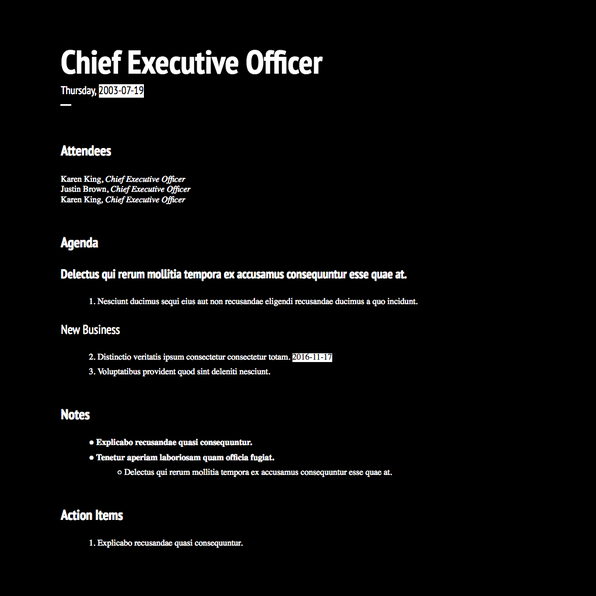 Chief Executive Officer
Thursday, 2003-07-19
Attendees
Karen King, Chief Executive Officer
Justin Brown, Chief Executive Officer
Karen King, Chief Executive Officer
Agenda
Delectus qui rerum mollitia tempora ex accusamus consequuntur esse quae at.
1. Nesciunt ducimus sequi eius aut non recusandae eligendi recusandae ducimus a quo incidunt.
New Business
2. Distinctio veritatis ipsum consectetur consectetur totam. 2016-11-17
3. Voluptatibus provident quod sint deleniti nesciunt.
Notes
● Explicabo recusandae quasi consequuntur.
● Tenetur aperiam laboriosam quam officia fugiat.
○ Delectus qui rerum mollitia tempora ex accusamus consequuntur esse quae at.
Action Items
1. Explicabo recusandae quasi consequuntur.